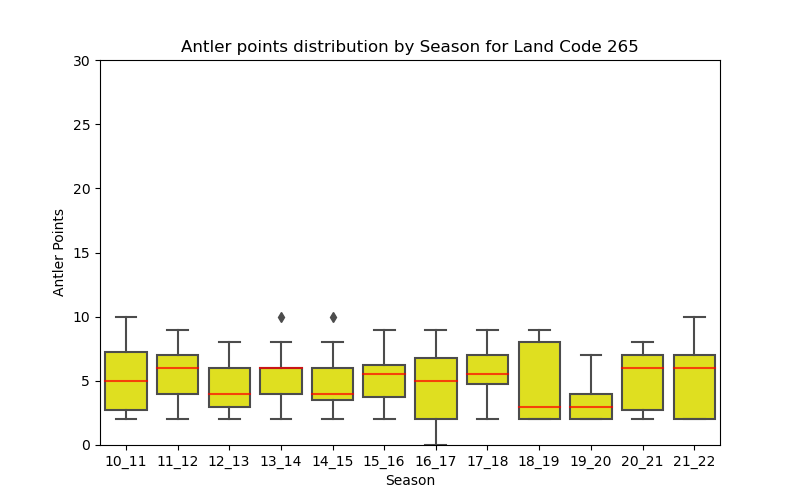 Antler points distribution by Season for Land Code 265
30
25
20
15
10
5
0
Antler Points
10_11 11_12 12_13 13_14 14_15 15_16 16_17 17_18 18_19 19_20 20_21 21_22
Season